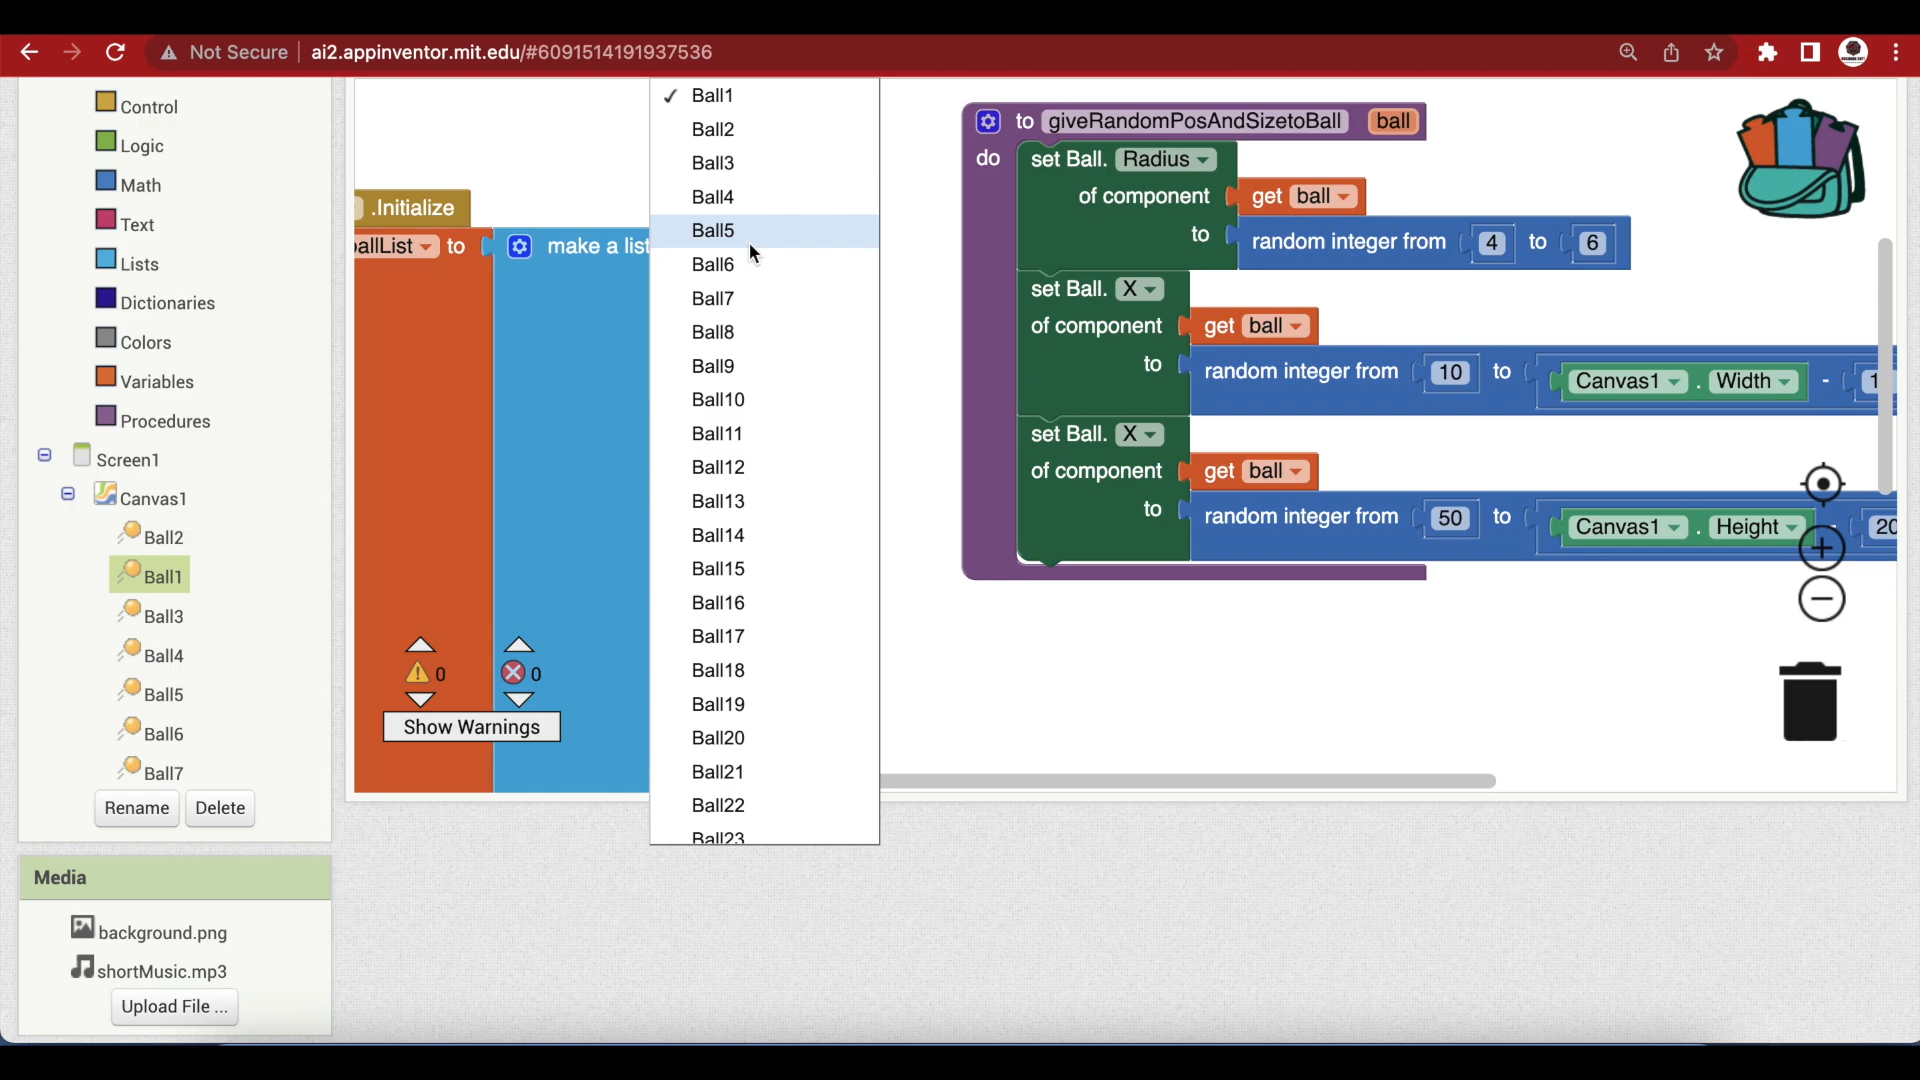 Not Secure | ai2.appinventor.mit.edu/#6091514191937536
Control
Logic
Math
Text
Lists
Dictionaries
Colors
Variables
Procedures
Screen1
Canvas1
Ball2
Ball1
Ball3
Ball4
Ball5
Ball6
Ball7
Rename Delete
Media
background.png
shortMusic.mp3
Upload File ...
.Initialize
allList to make a list
0 0
Show Warnings
✓ Ball1
Ball2
Ball3
Ball4
Ball5
Ball6
Ball7
Ball8
Ball9
Ball10
Ball11
Ball12
Ball13
Ball14
Ball15
Ball16
Ball17
Ball18
Ball19
Ball20
Ball21
Ball22
Ball23
to giveRandomPosAndSizetoBall ball
do set Ball. Radius
of component get ball
to random integer from 4 to 6
set Ball. X
of component get ball
to random integer from 10 to Canvas1 . Width - 1
set Ball. X
of component get ball
to random integer from 50 to Canvas1 . Height - 20